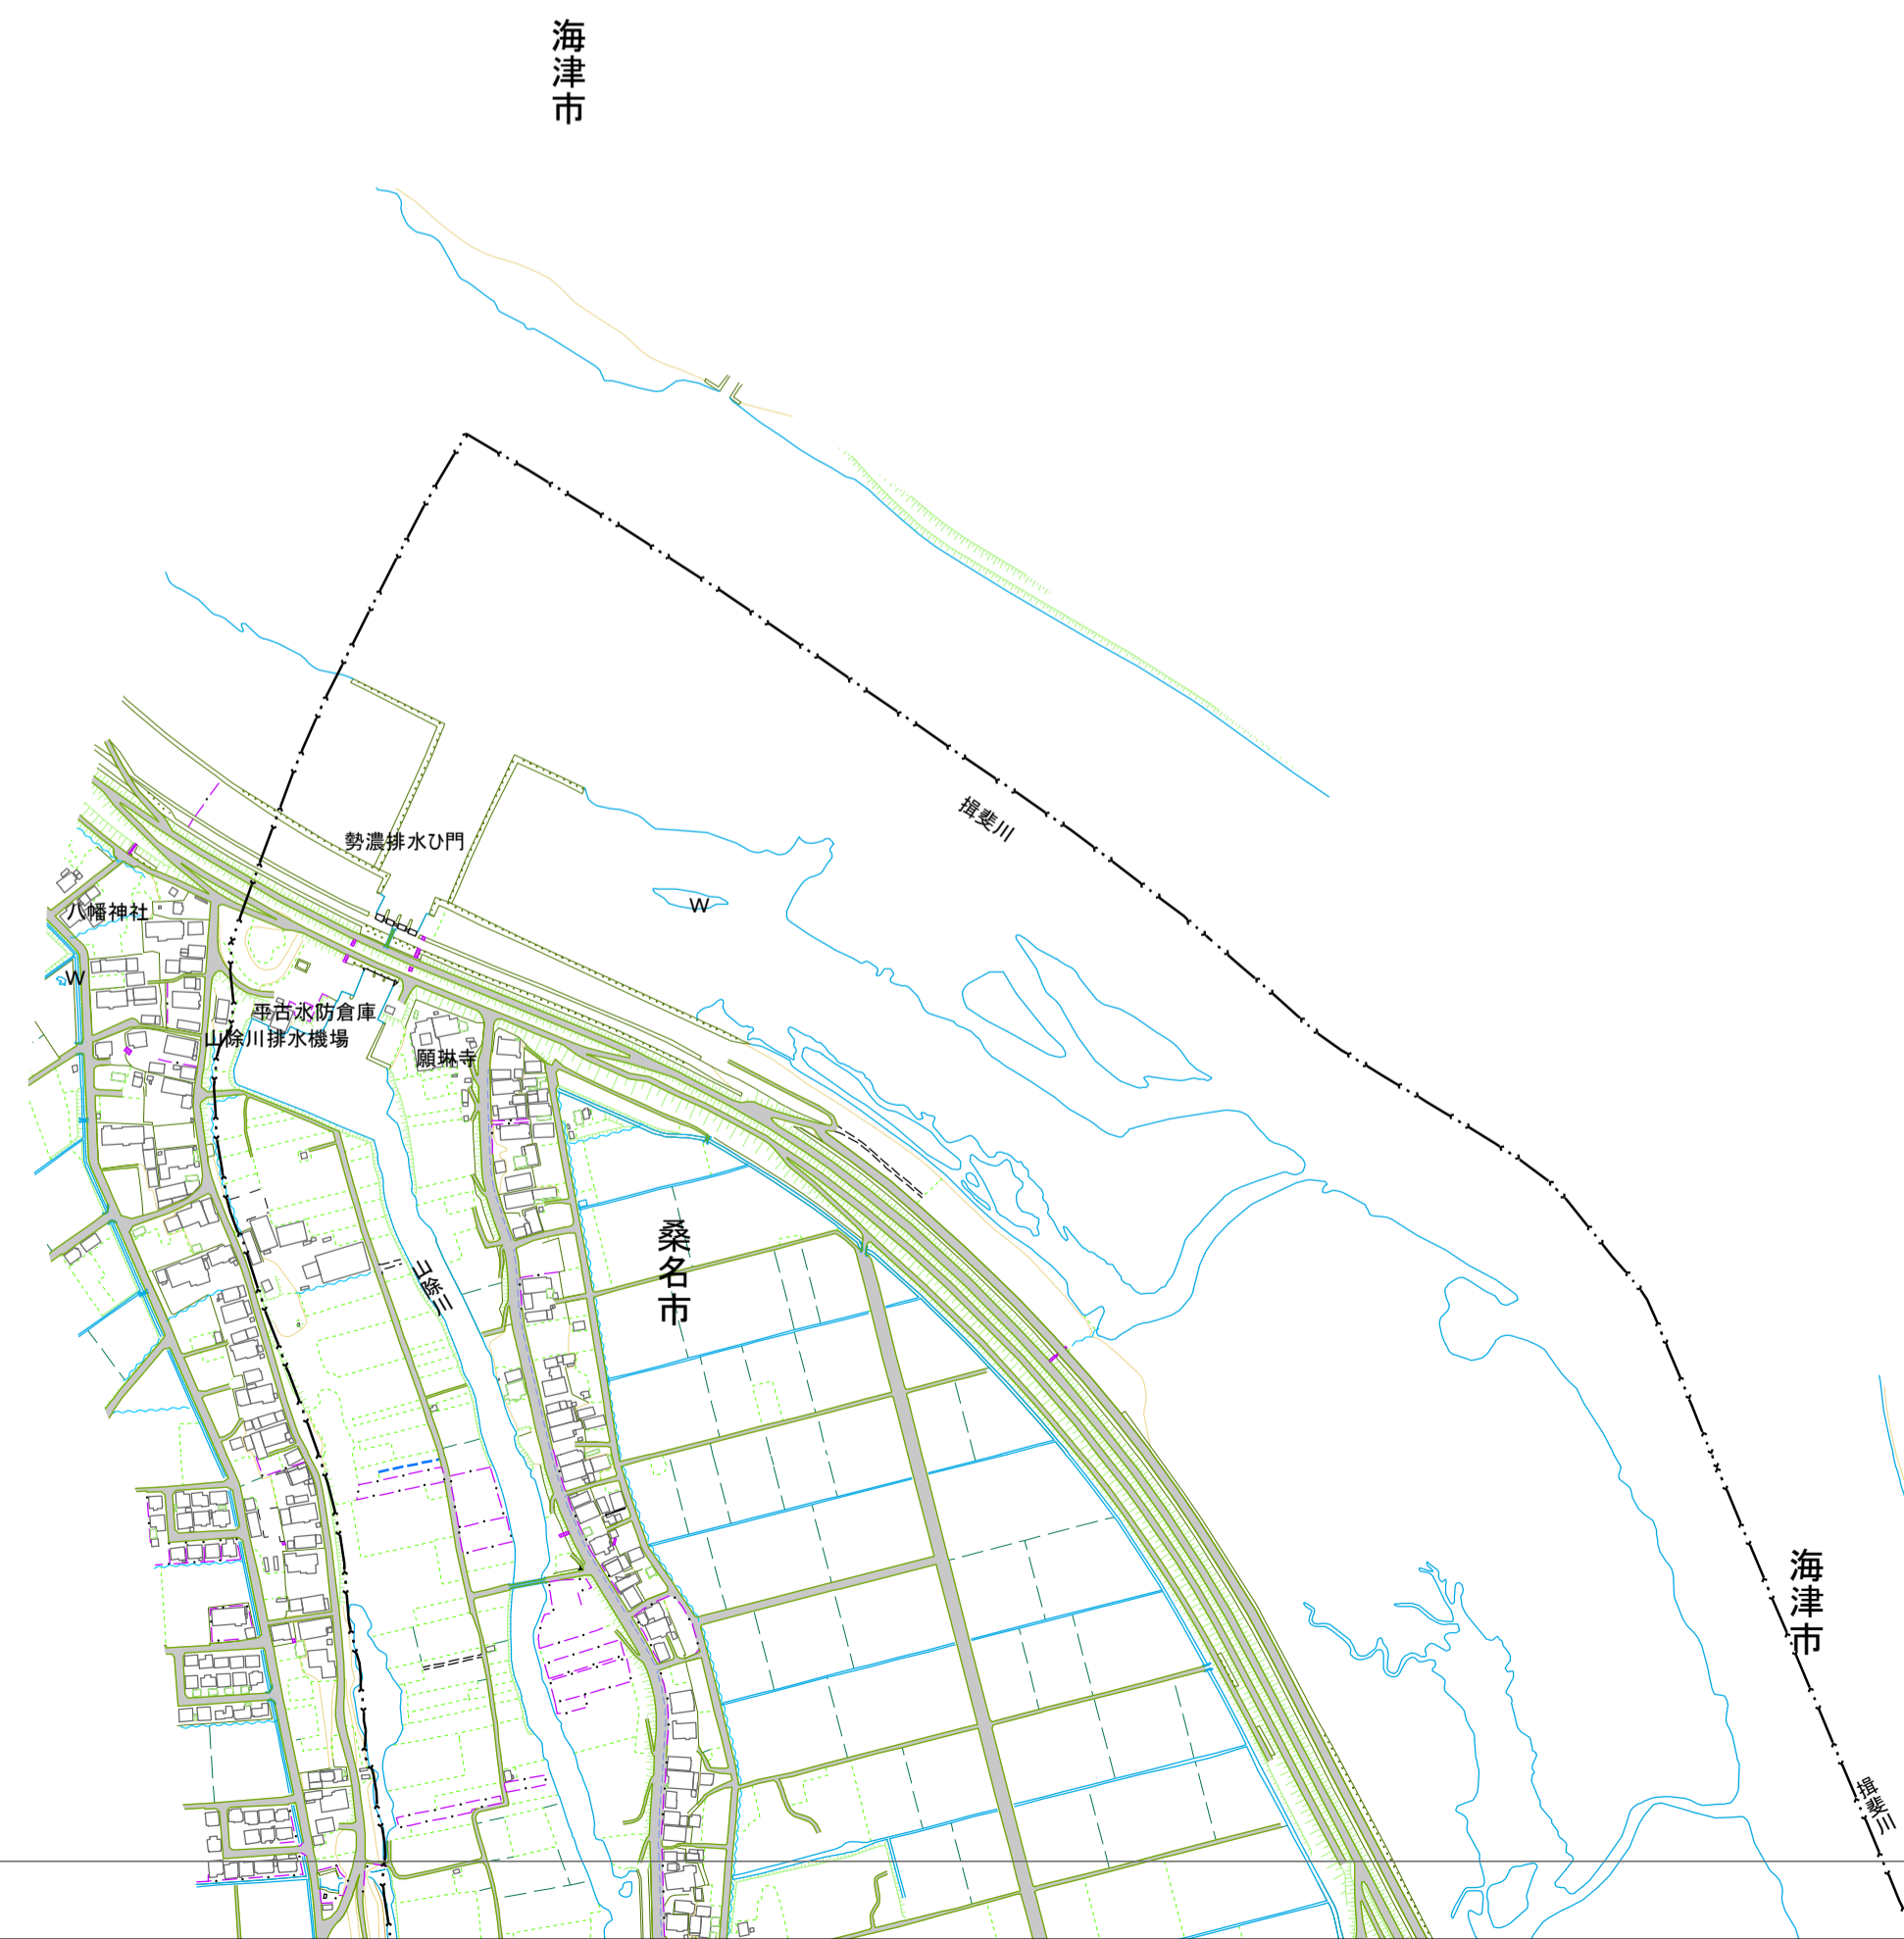 海津市
揖斐川
勢濃排水ひ門
W
八幡神社
W
平古水防倉庫
山除川排水機場
願琳寺
桑名市
山除川
海津市
揖斐川